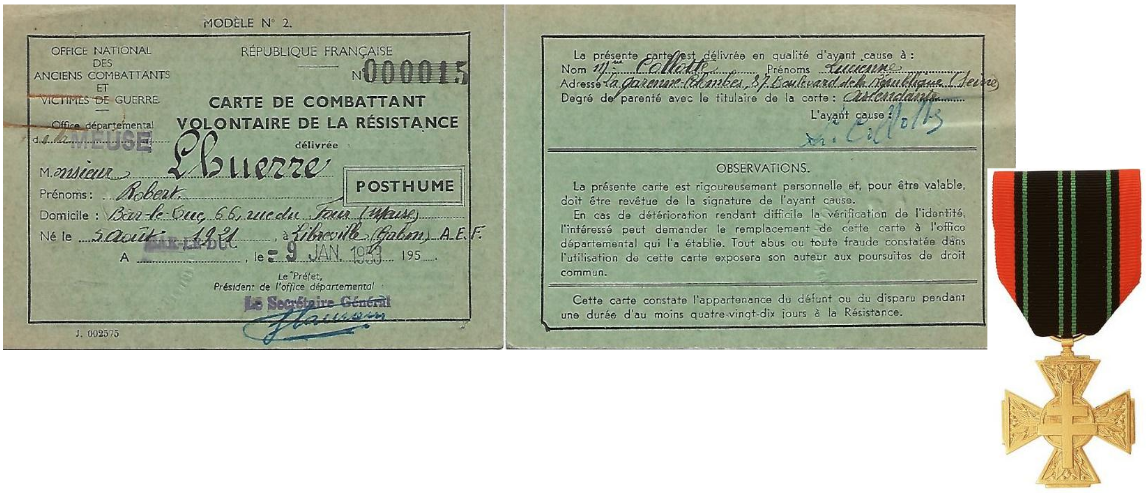 MODÈLE N° 2.
OFFICE NATIONAL
DES
ANCIENS COMBATTANTS
ET
VICTIMES DE GUERRE.
Office départemental
de la MEUSE
RÉPUBLIQUE FRANÇAISE
N° 000015
CARTE DE COMBATTANT
VOLONTAIRE DE LA RÉSISTANCE
délivrée
Monsieur Lhuerre
Prénoms : Robert
POSTHUME
Domicile : Bar-le-Duc, 66, rue du Four (Meuse)
Né le 5 août 1921, à Libreville (Gabon) A.E.F.
A BAR-LE-DUC, le - 9 JAN. 1953 195
Le Préfet,
Président de l'office départemental
Le Secrétaire Général
J. 002575
La présente carte est délivrée en qualité d'ayant cause à :
Nom Mme Collotte Prénoms Lucienne
Adresse La Garenne-Colombes, 37 Boulevard de la République (Seine)
Degré de parenté avec le titulaire de la carte : ascendante
L'ayant cause :
OBSERVATIONS.
La présente carte est rigoureusement personnelle et, pour être valable,
doit être revêtue de la signature de l'ayant cause.
En cas de détérioration rendant difficile la vérification de l'identité,
l'intéressé peut demander le remplacement de cette carte à l'office
départemental qui l'a établie. Tout abus ou toute fraude constatée dans
l'utilisation de cette carte exposera son auteur aux poursuites de droit
commun.
Cette carte constate l'appartenance du défunt ou du disparu pendant
une durée d'au moins quatre-vingt-dix jours à la Résistance.